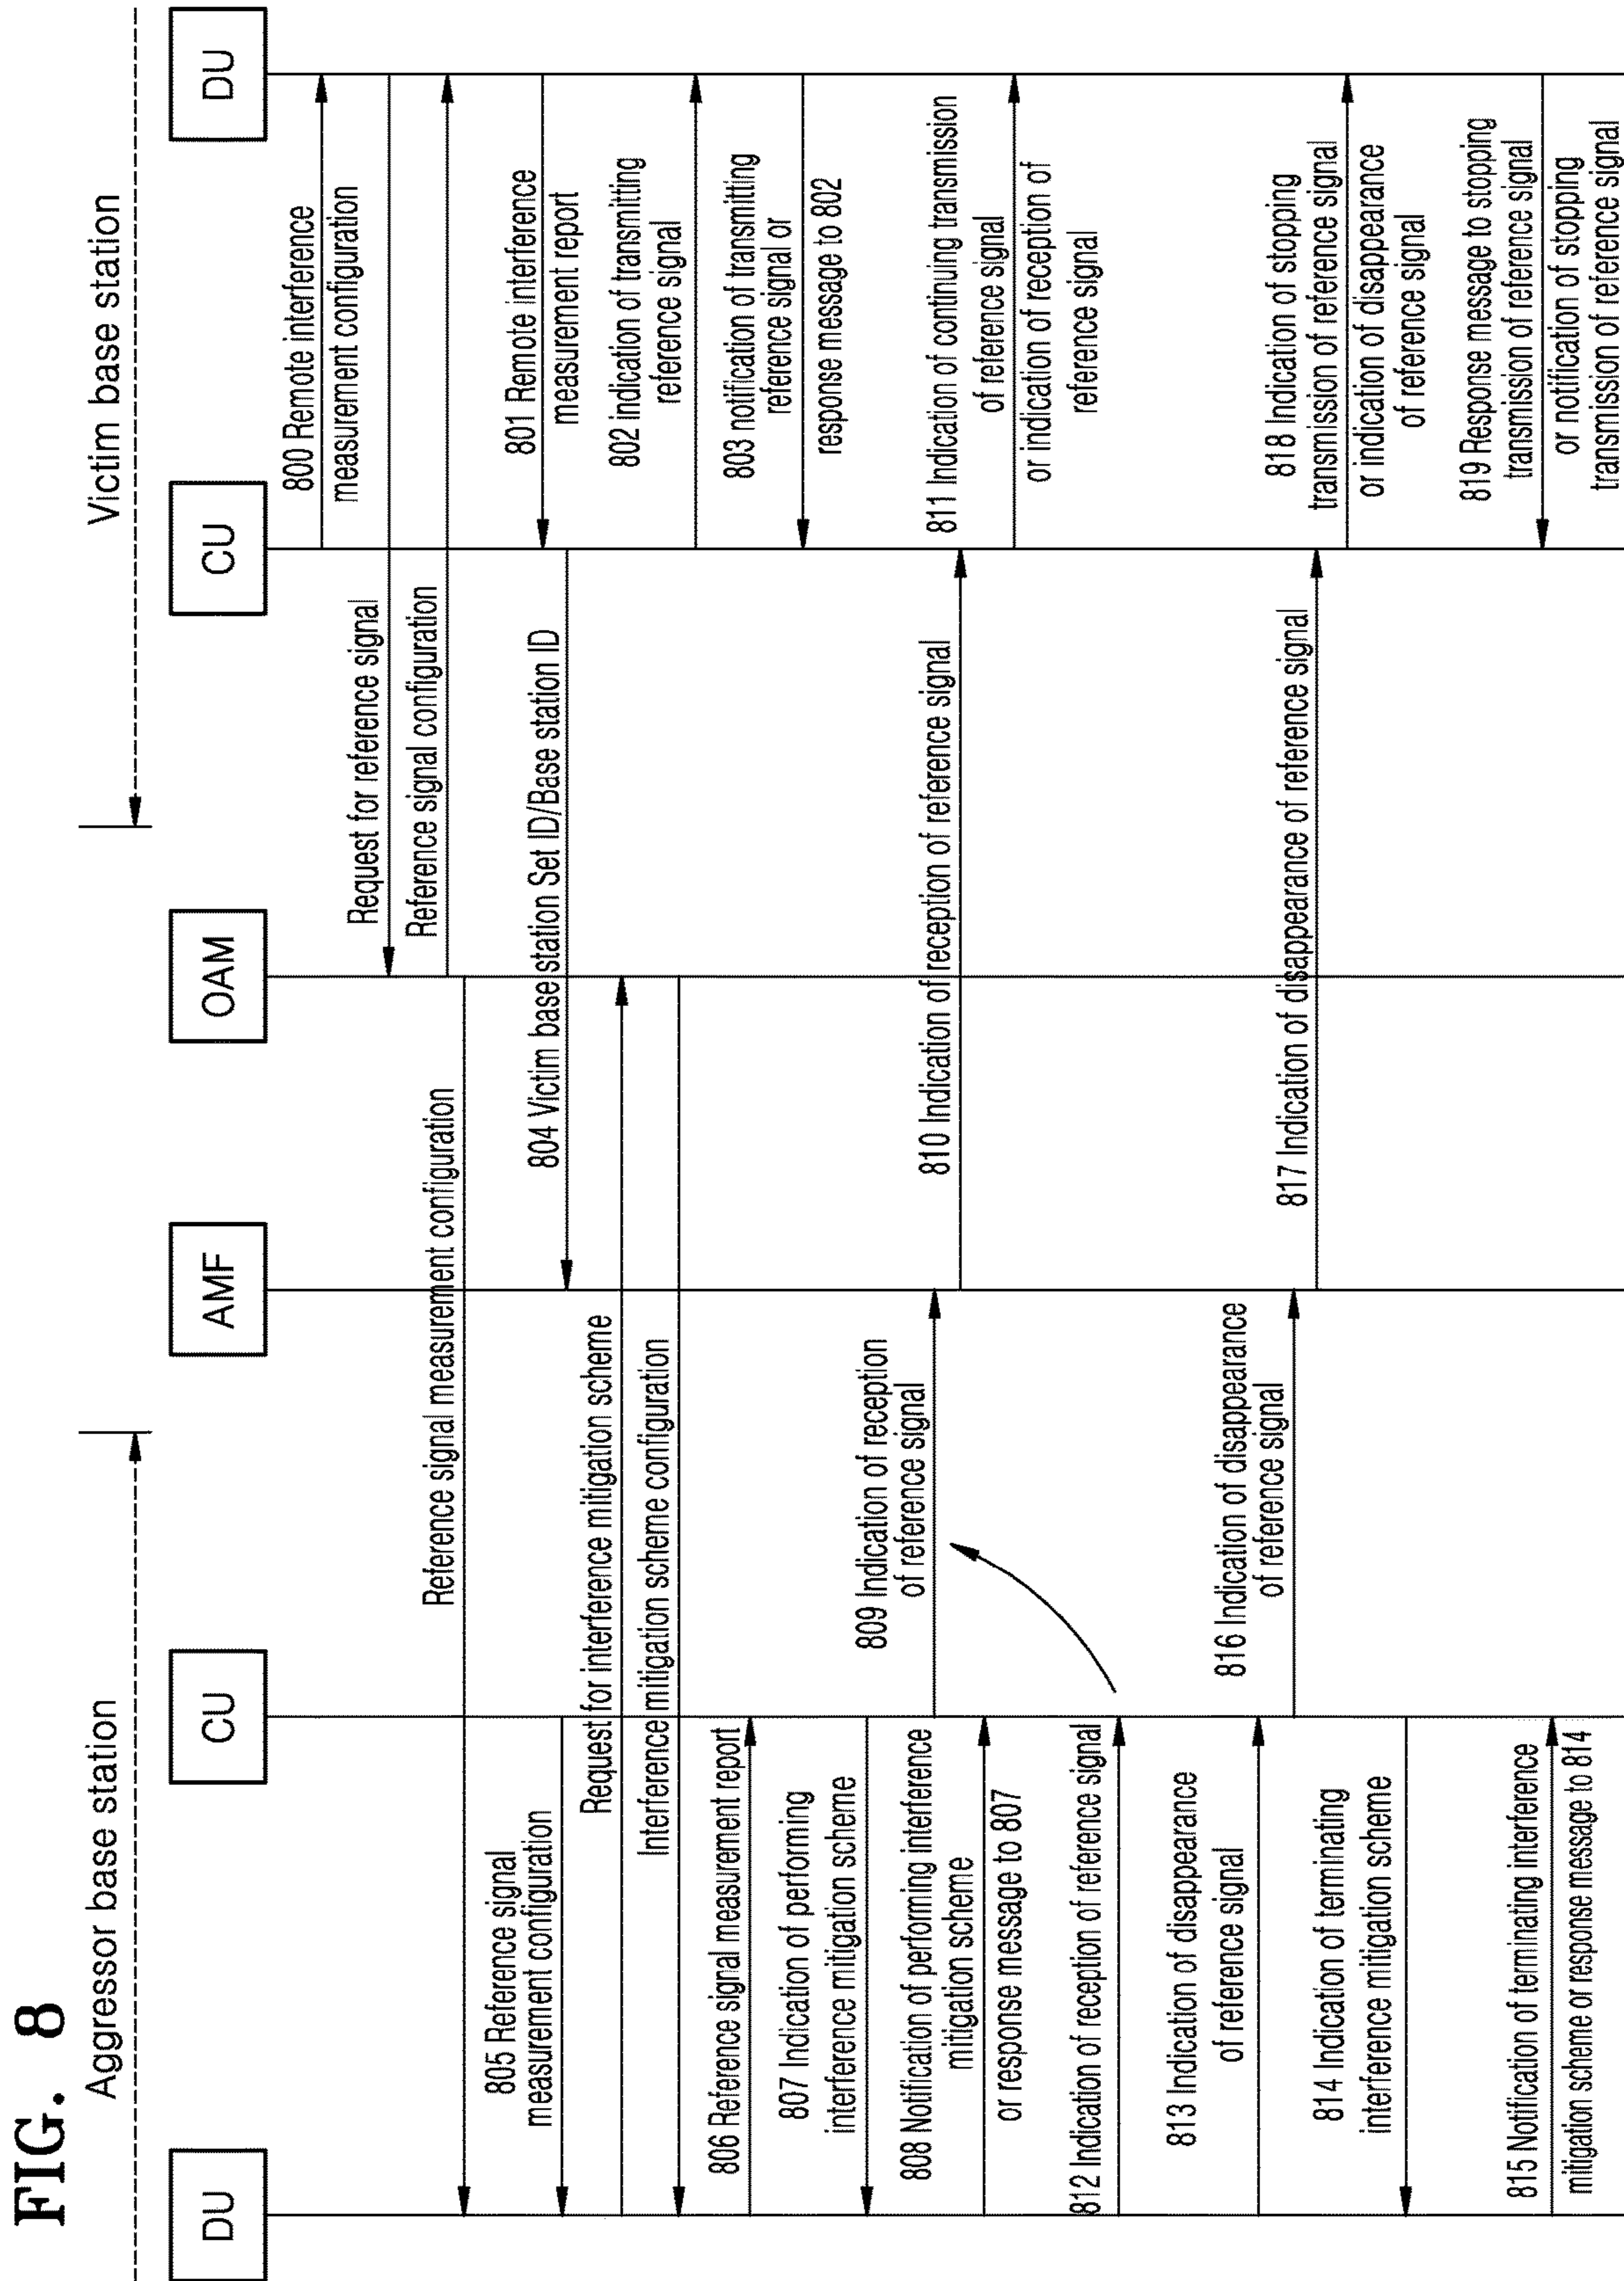 FIG. 8
Aggressor base station
Victim base station
DU
CU
AMF
OAM
CU
DU
800 Remote interference
measurement configuration
Request for reference signal
Reference signal configuration
Reference signal measurement configuration
801 Remote interference
measurement report
804 Victim base station Set ID/Base station ID
805 Reference signal
measurement configuration
Request for interference mitigation scheme
Interference mitigation scheme configuration
802 indication of transmitting
reference signal
806 Reference signal measurement report
803 notification of transmitting
reference signal or
response message to 802
807 Indication of performing
interference mitigation scheme
808 Notification of performing interference
mitigation scheme
or response message to 807
809 Indication of reception
of reference signal
810 Indication of reception of reference signal
811 Indication of continuing transmission
of reference signal
or indication of reception of
reference signal
812 Indication of reception of reference signal
813 Indication of disappearance
of reference signal
816 Indication of disappearance
of reference signal
817 Indication of disappearance of reference signal
818 Indication of stopping
transmission of reference signal
or indication of disappearance
of reference signal
814 Indication of terminating
interference mitigation scheme
815 Notification of terminating interference
mitigation scheme or response message to 814
819 Response message to stopping
transmission of reference signal
or notification of stopping
transmission of reference signal